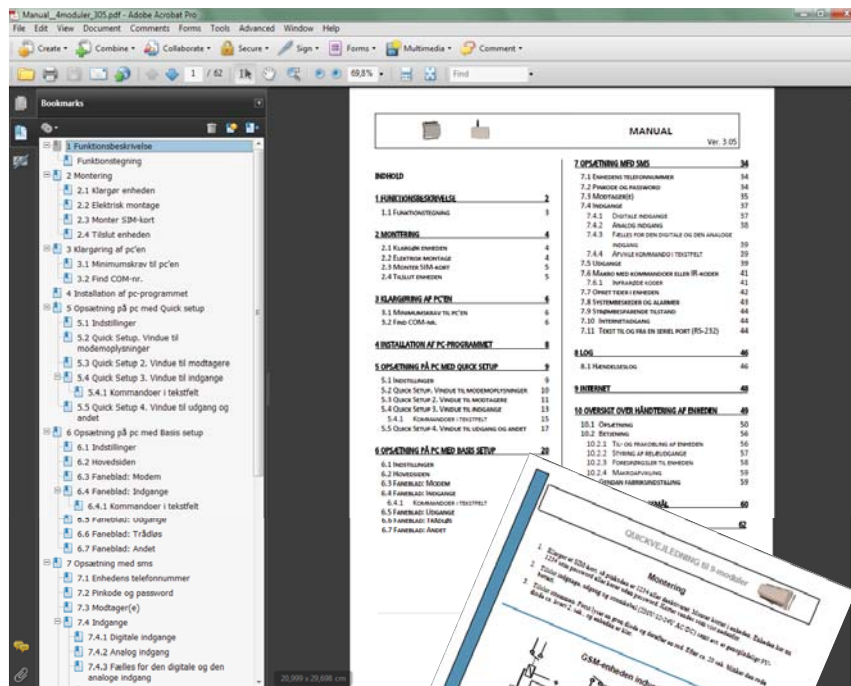 Manual_4moduler_305.pdf - Adobe Acrobat Pro
File Edit View Document Comments Forms Tools Advanced Window Help
Create Combine Collaborate Secure Sign Forms Multimedia Comment
1 / 62 69,8% Find
Bookmarks
1 Funktionsbeskrivelse
Funktionstegning
2 Montering
2.1 Klargør enheden
2.2 Elektrisk montage
2.3 Monter SIM-kort
2.4 Tilslut enheden
3 Klargøring af pc'en
3.1 Minimumskrav til pc'en
3.2 Find COM-nr.
4 Installation af pc-programmet
5 Opsætning på pc med Quick setup
5.1 Indstillinger
5.2 Quick Setup. Vindue til
modemoplysninger
5.3 Quick Setup 2. Vindue til modtagere
5.4 Quick Setup 3. Vindue til indgange
5.4.1 Kommandoer i tekstfelt
5.5 Quick Setup 4. Vindue til udgang og
andet
6 Opsætning på pc med Basis setup
6.1 Indstillinger
6.2 Hovedsiden
6.3 Faneblad: Modem
6.4 Faneblad: Indgange
6.4.1 Kommandoer i tekstfelt
6.5 Faneblad: Udgange
6.6 Faneblad: Trådløs
6.7 Faneblad: Andet
7 Opsætning med sms
7.1 Enhedens telefonnummer
7.2 Pinkode og password
7.3 Modtager(e)
7.4 Indgange
7.4.1 Digitale indgange
7.4.2 Analog indgang
7.4.3 Fælles for den digitale og den
analoge indgang
20,999 x 29,698 cm
MANUAL
Ver. 3.05
INDHOLD
1 FUNKTIONSBESKRIVELSE 2
1.1 FUNKTIONSTEGNING 3
2 MONTERING 4
2.1 KLARGØR ENHEDEN 4
2.2 ELEKTRISK MONTAGE 4
2.3 MONTER SIM-KORT 5
2.4 TILSLUT ENHEDEN 5
3 KLARGØRING AF PC'EN 6
3.1 MINIMUMSKRAV TIL PC'EN 6
3.2 FIND COM-NR. 6
4 INSTALLATION AF PC-PROGRAMMET 8
5 OPSÆTNING PÅ PC MED QUICK SETUP 9
5.1 INDSTILLINGER 9
5.2 QUICK SETUP. VINDUE TIL MODEMOPLYSNINGER 10
5.3 QUICK SETUP 2. VINDUE TIL MODTAGERE 11
5.4 QUICK SETUP 3. VINDUE TIL INDGANGE 13
5.4.1 KOMMANDOER I TEKSTFELT 15
5.5 QUICK SETUP 4. VINDUE TIL UDGANG OG ANDET 17
6 OPSÆTNING PÅ PC MED BASIS SETUP 20
6.1 INDSTILLINGER
6.2 HOVEDSIDEN
6.3 FANEBLAD: MODEM
6.4 FANEBLAD: INDGANGE
6.4.1 KOMMANDOER I TEKSTFELT
6.5 FANEBLAD: UDGANGE
6.6 FANEBLAD: TRÅDLØS
6.7 FANEBLAD: ANDET
7 OPSÆTNING MED SMS 34
7.1 ENHEDENS TELEFONNUMMER 34
7.2 PINKODE OG PASSWORD 34
7.3 MODTAGER(E) 35
7.4 INDGANGE 37
7.4.1 DIGITALE INDGANGE 37
7.4.2 ANALOG INDGANG 38
7.4.3 FÆLLES FOR DEN DIGITALE OG DEN ANALOGE
INDGANG 39
7.4.4 AFVIKLE KOMMANDO I TEKSTFELT 39
7.5 UDGANGE 39
7.6 MAKRO MED KOMMANDOER ELLER IR-KODER 41
7.6.1 INFRARØDE KODER 41
7.7 OPRET TIDER I ENHEDEN 42
7.8 SYSTEMBESKEDER OG ALARMER 43
7.9 STRØMBESPARENDE TILSTAND 44
7.10 INTERNETADGANG 44
7.11 TEKST TIL OG FRA EN SERIEL PORT (RS-232) 44
8 LOG 46
8.1 HÆNDELSESLOG 46
9 INTERNET 48
10 OVERSIGT OVER HÅNDTERING AF ENHEDEN 49
10.1 OPSÆTNING 50
10.2 BETJENING 56
10.2.1 TIL- OG FRAKOBLING AF ENHEDEN 56
10.2.2 STYRING AF RELÆUDGANGE 57
10.2.3 FORESPØRGSLER TIL ENHEDEN 58
10.2.4 MAKROAFVIKLING 59
GENDAN FABRIKSINDSTILLING 59
MÅL 60
62
QUICKVEJLEDNING til 9-moduler
Montering
GSM-enheden